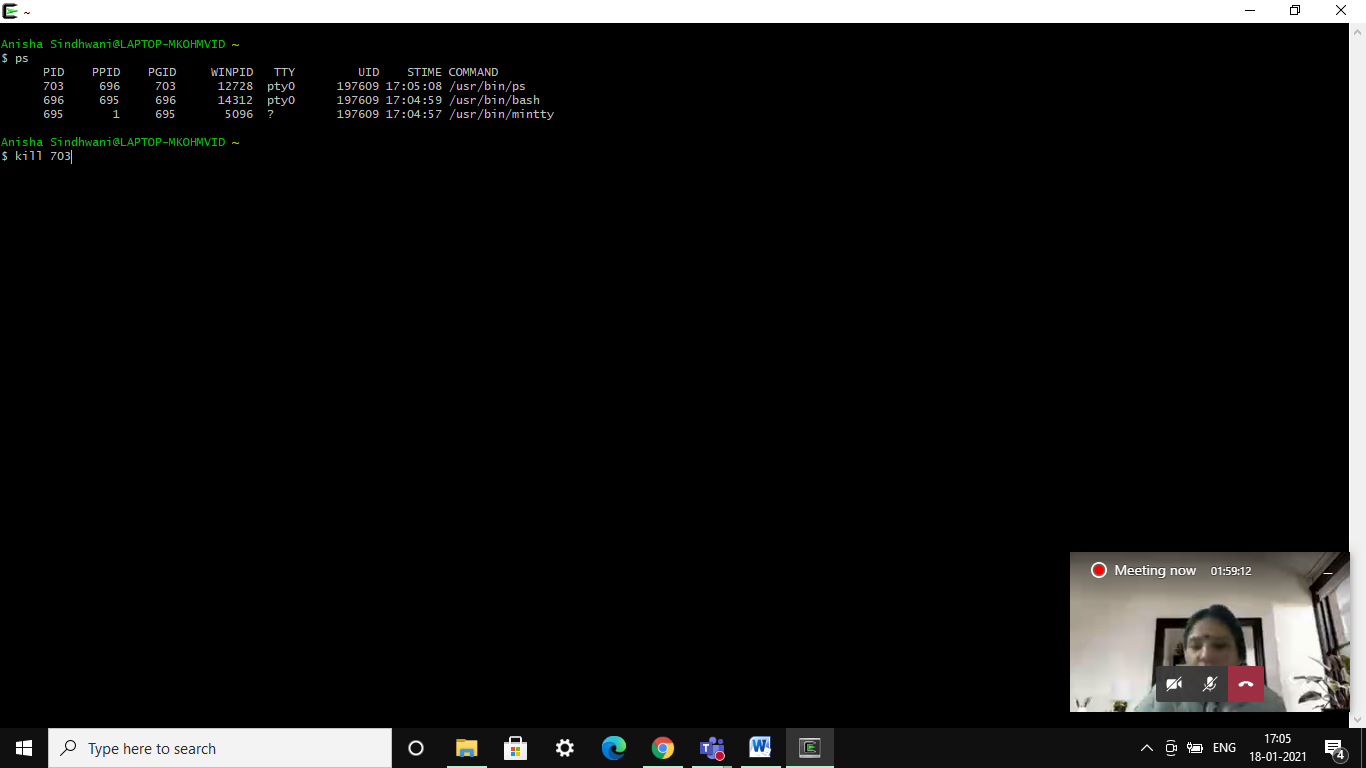 ~
Anisha Sindhwani@LAPTOP-MKOHMVID ~
$ ps
PID PPID PGID WINPID TTY UID STIME COMMAND
703 696 703 12728 pty0 197609 17:05:08 /usr/bin/ps
696 695 696 14312 pty0 197609 17:04:59 /usr/bin/bash
695 1 695 5096 ? 197609 17:04:57 /usr/bin/mintty
Anisha Sindhwani@LAPTOP-MKOHMVID ~
$ kill 703
Meeting now 01:59:12
Type here to search
ENG
17:05
18-01-2021
4